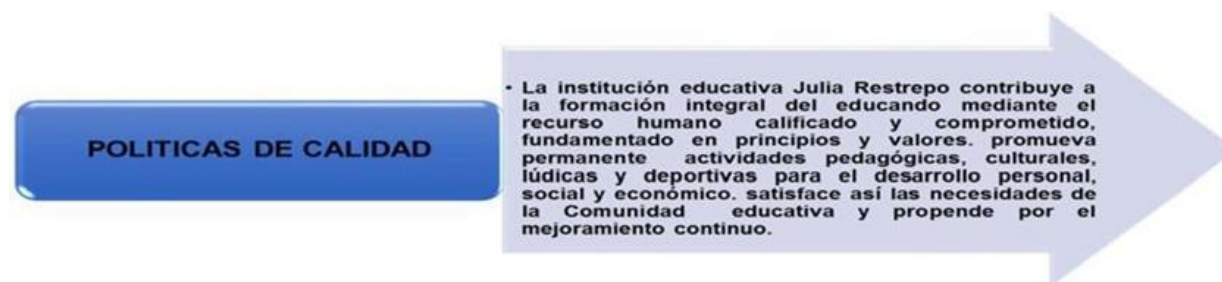 POLITICAS DE CALIDAD
• La institución educativa Julia Restrepo contribuye a
la formación integral del educando mediante el
recurso humano calificado y comprometido,
fundamentado en principios y valores. promueva
permanente actividades pedagógicas, culturales,
lúdicas y deportivas para el desarrollo personal,
social y económico. satisface así las necesidades de
la Comunidad educativa y propende por el
mejoramiento continuo.